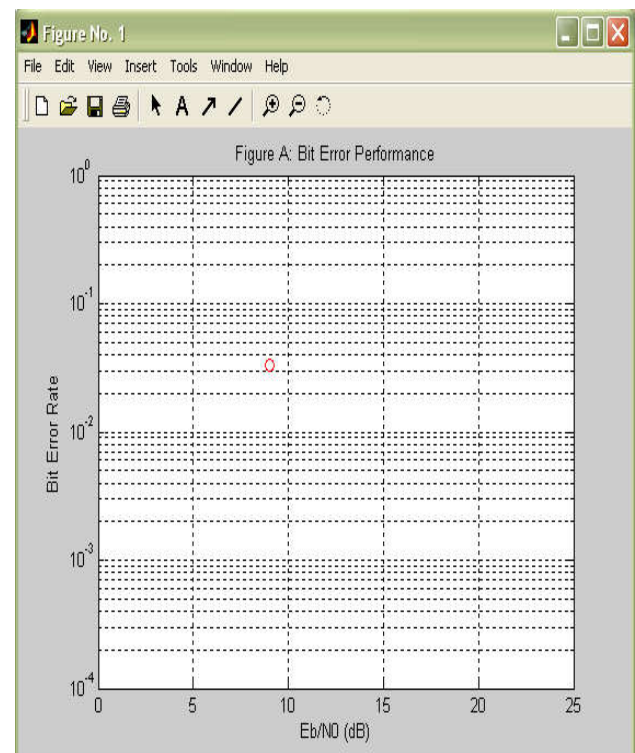 Figure No. 1
File Edit View Insert Tools Window Help
A
Figure A: Bit Error Performance
10^0
10^-1
10^-2
10^-3
10^-4
Bit Error Rate
0 5 10 15 20 25
Eb/N0 (dB)